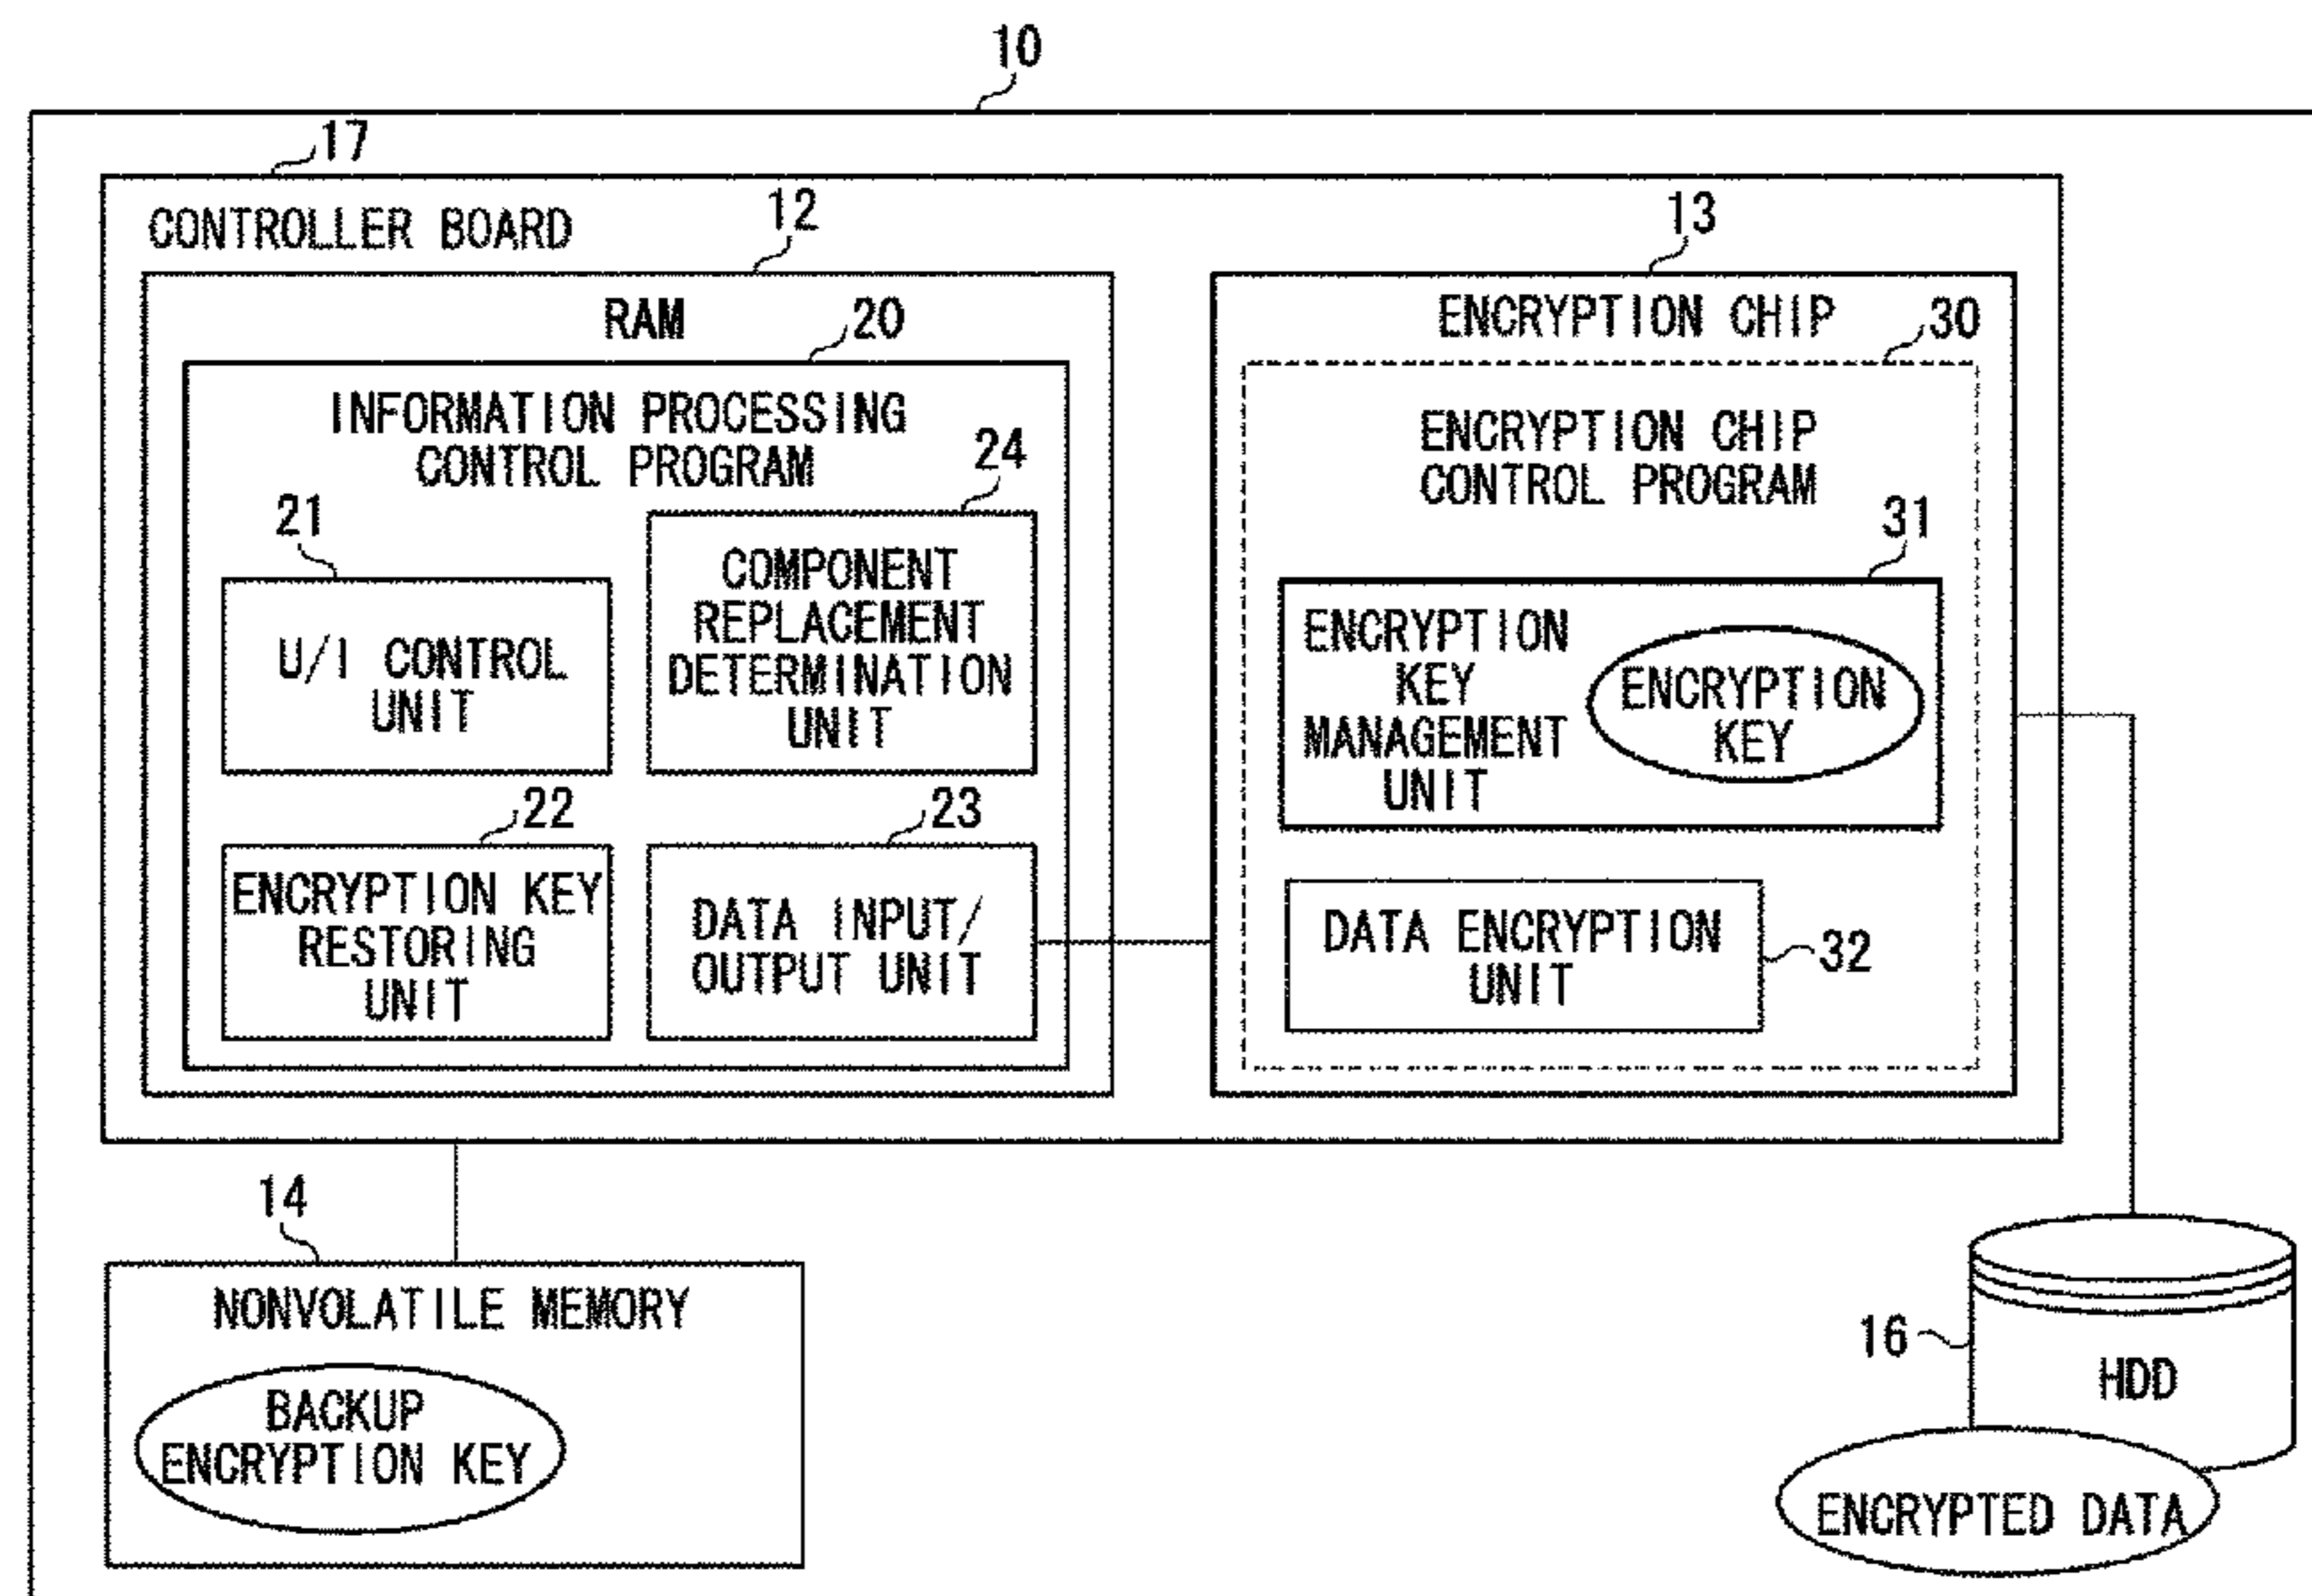 10
17
CONTROLLER BOARD
12
13
RAM
20
ENCRYPTION CHIP
30
INFORMATION PROCESSING
CONTROL PROGRAM
24
ENCRYPTION CHIP
CONTROL PROGRAM
21
31
U/I CONTROL
UNIT
COMPONENT
REPLACEMENT
DETERMINATION
UNIT
ENCRYPTION
KEY
MANAGEMENT
UNIT
ENCRYPTION
KEY
22
23
ENCRYPTION KEY
RESTORING
UNIT
DATA INPUT/
OUTPUT UNIT
DATA ENCRYPTION
UNIT
32
14
NONVOLATILE MEMORY
BACKUP
ENCRYPTION KEY
16
HDD
ENCRYPTED DATA